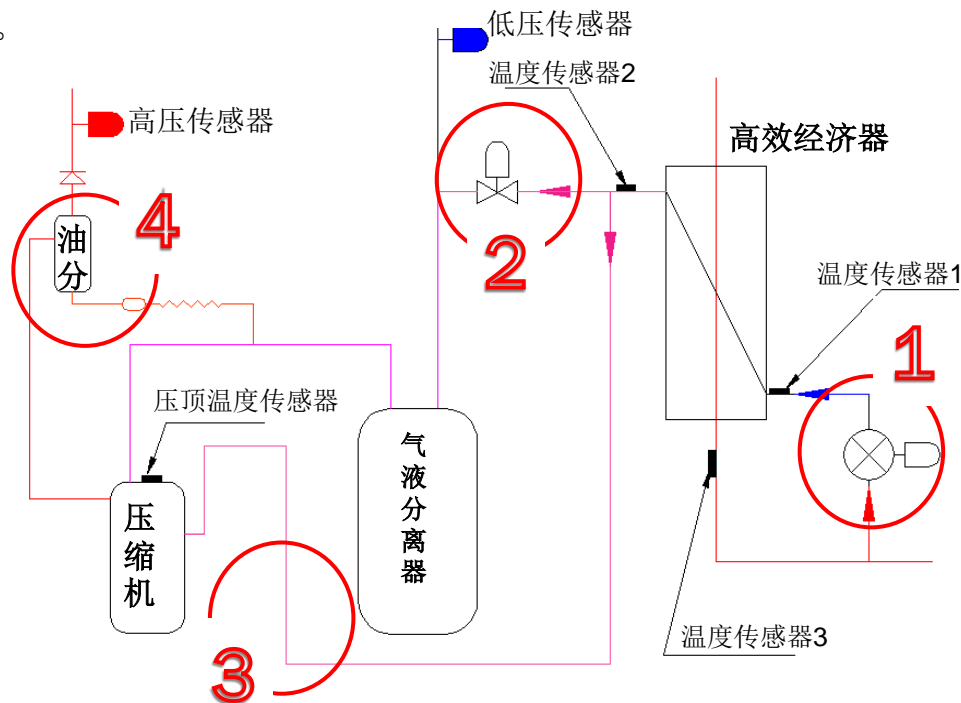 。
低压传感器
温度传感器2
高压传感器
高效经济器
4
油分
2
温度传感器1
1
压顶温度传感器
气液分离器
压缩机
温度传感器3
3